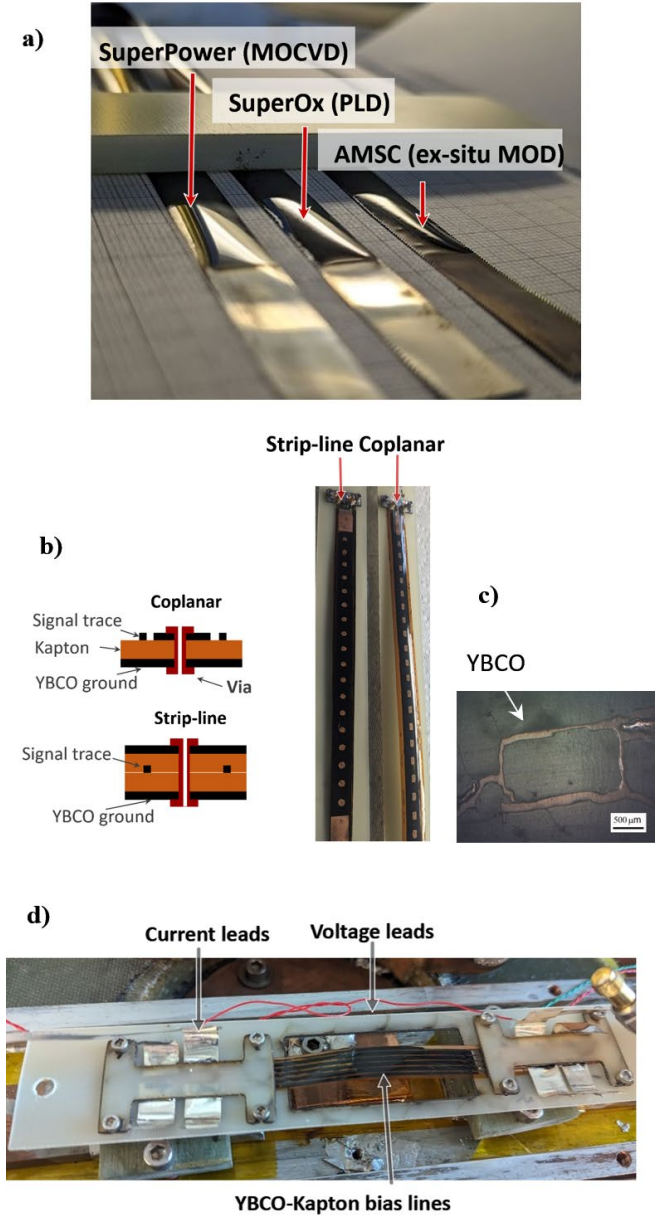 a)
SuperPower (MOCVD)
SuperOx (PLD)
AMSC (ex-situ MOD)
Strip-line Coplanar
b)
Coplanar
Signal trace
Kapton
YBCO ground
Via
Strip-line
Signal trace
YBCO ground
c)
YBCO
500 μm
d)
Current leads
Voltage leads
YBCO-Kapton bias lines